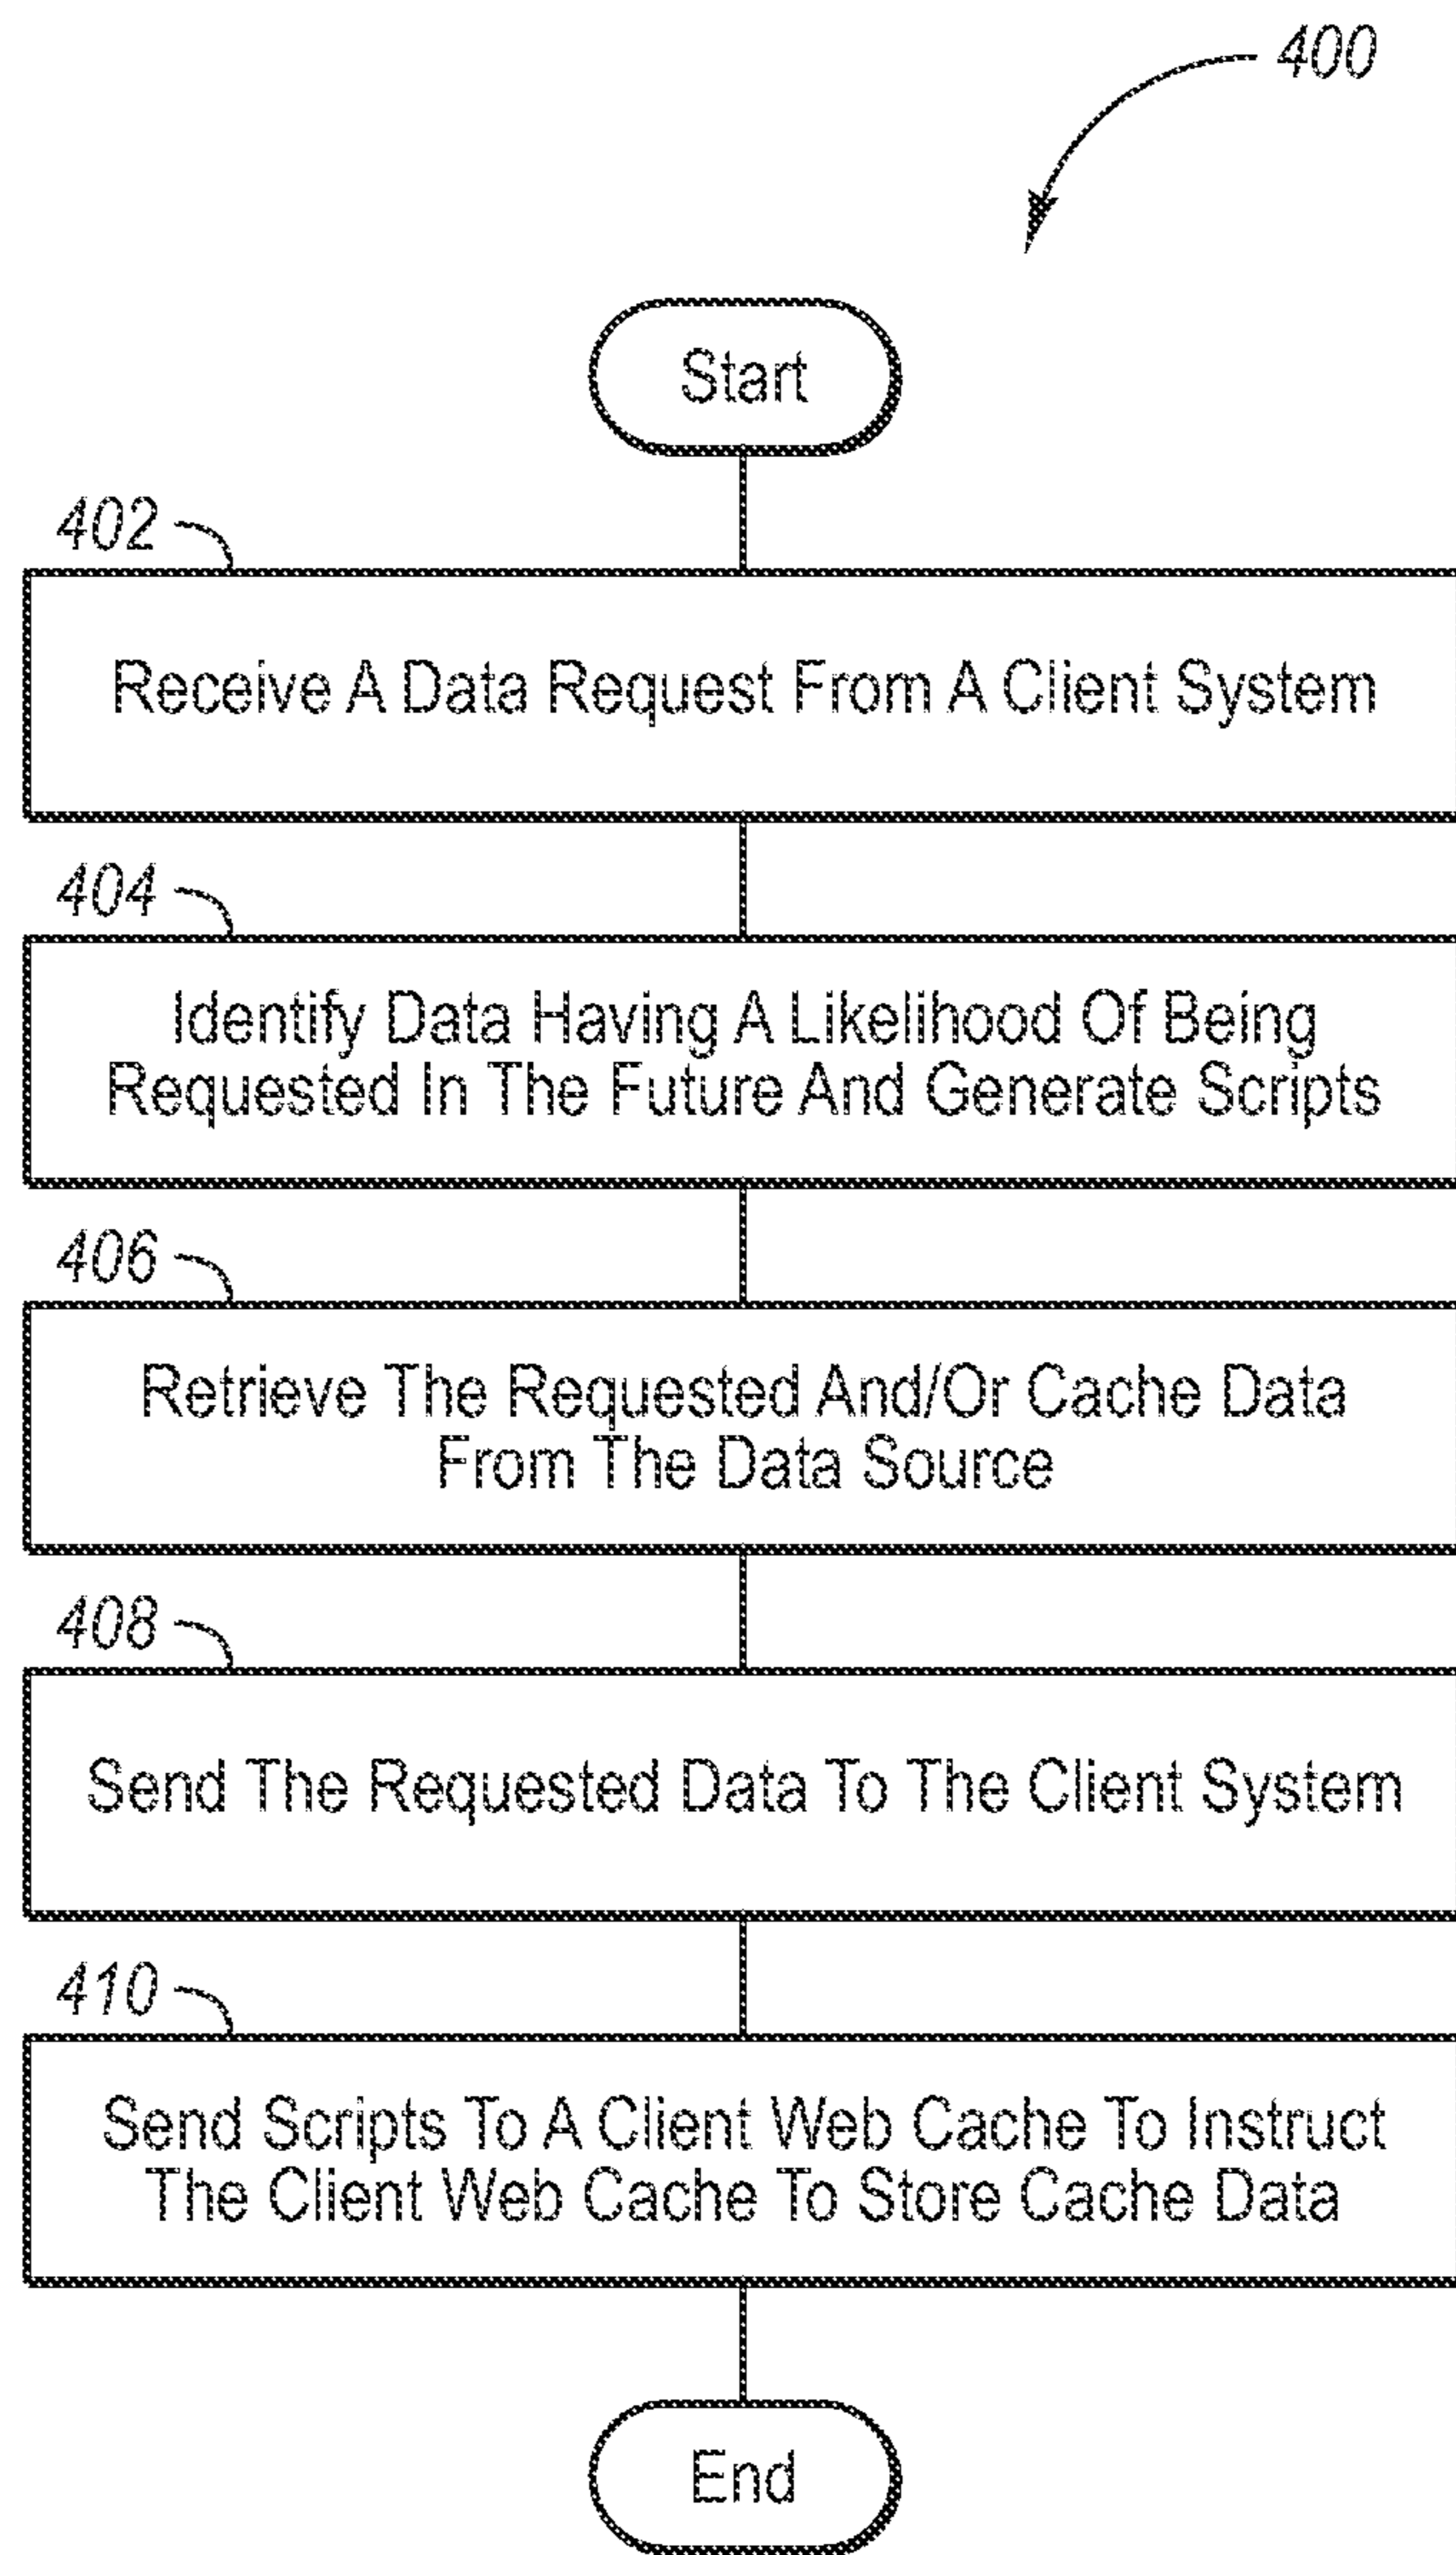 400
Start
402
Receive A Data Request From A Client System
404
Identify Data Having A Likelihood Of Being
Requested In The Future And Generate Scripts
406
Retrieve The Requested And/Or Cache Data
From The Data Source
408
Send The Requested Data To The Client System
410
Send Scripts To A Client Web Cache To Instruct
The Client Web Cache To Store Cache Data
End